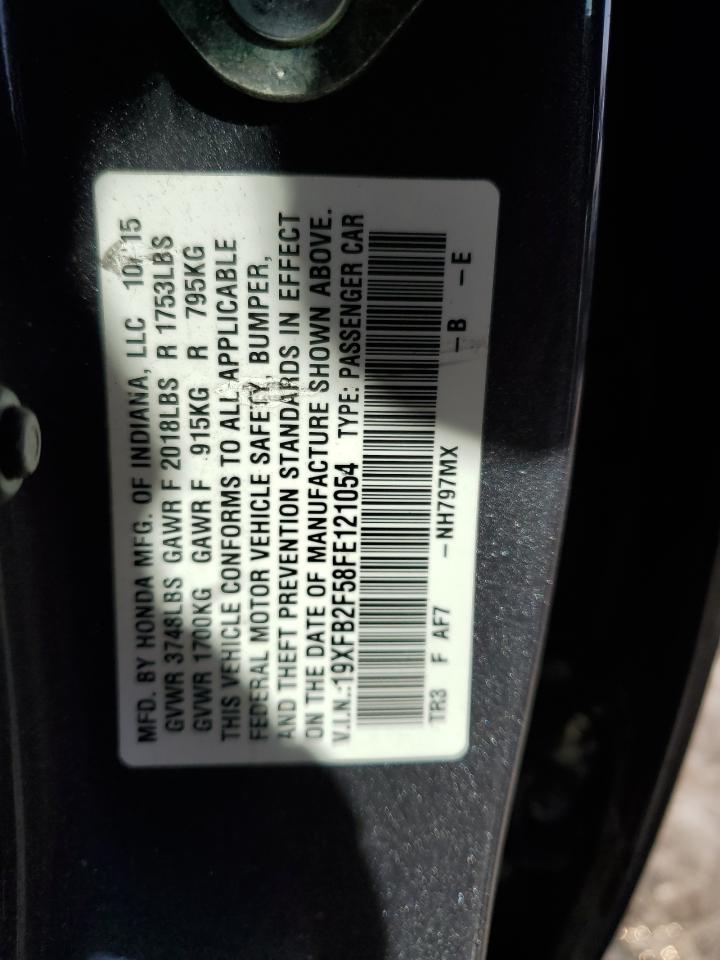 MFD. BY HONDA MFG. OF INDIANA, LLC 10/15
GVWR 3748LBS GAWR F 2018LBS R 1753LBS
GVWR 1700KG GAWR F 915KG R 795KG
THIS VEHICLE CONFORMS TO ALL APPLICABLE
FEDERAL MOTOR VEHICLE SAFETY, BUMPER,
AND THEFT PREVENTION STANDARDS IN EFFECT
ON THE DATE OF MANUFACTURE SHOWN ABOVE.
V.I.N.:19XFB2F58FE121054 TYPE: PASSENGER CAR
TR3 F AF7 -NH797MX -B -E